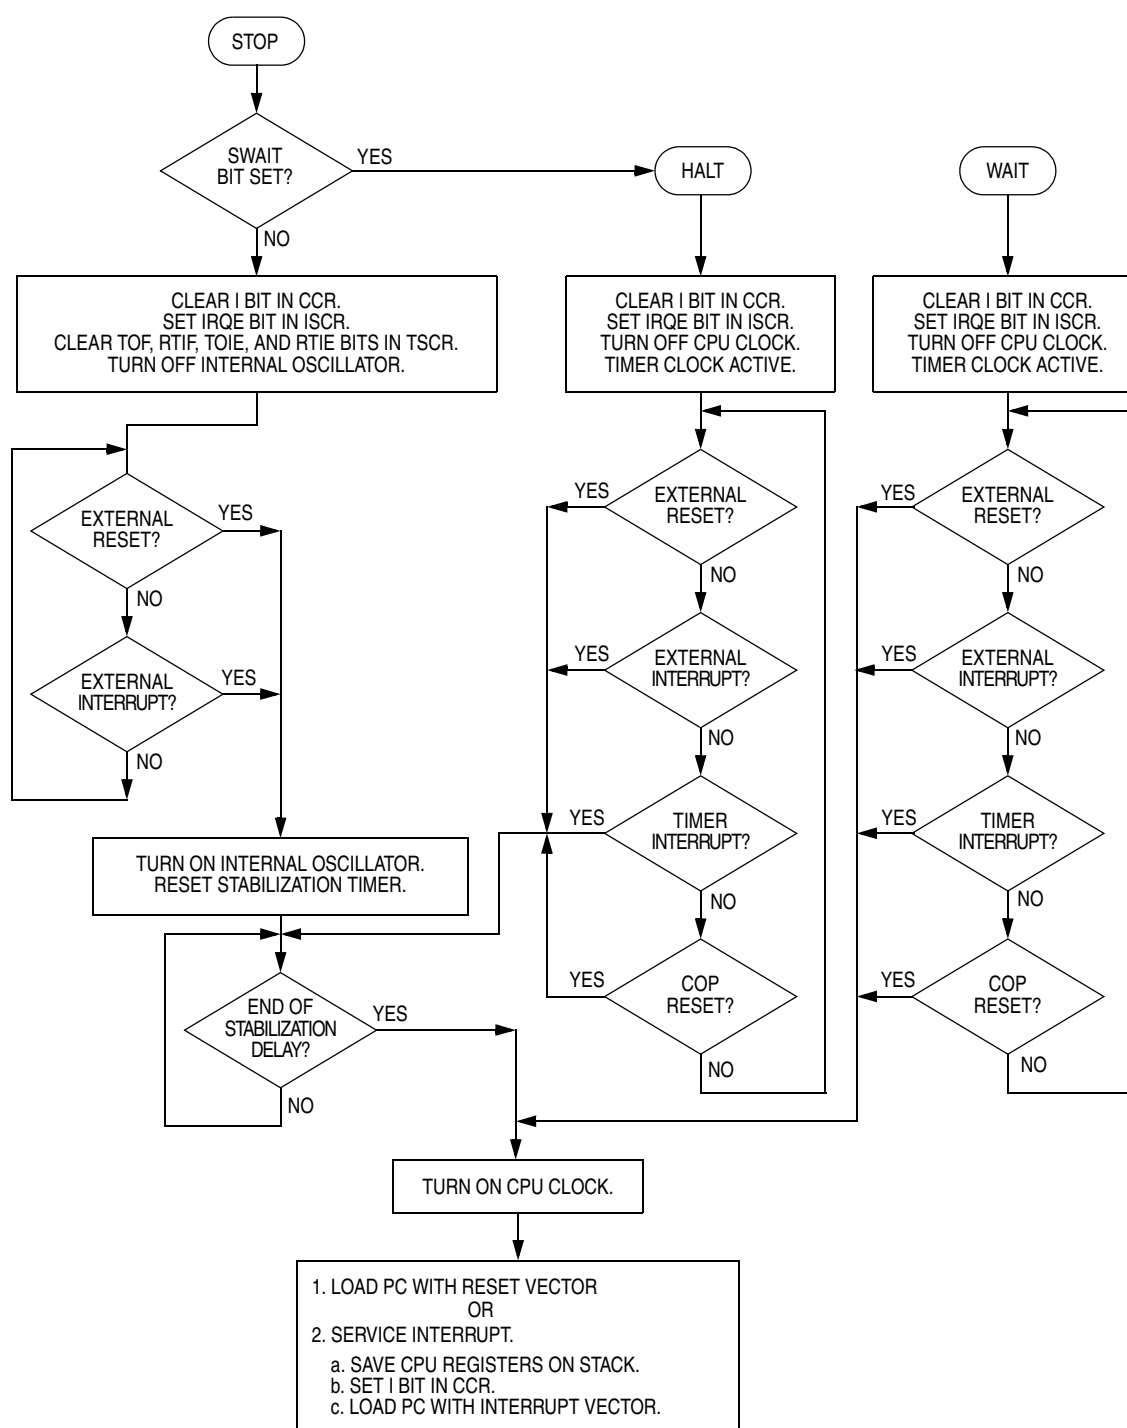 STOP
SWAIT
BIT SET?
YES
NO
HALT
WAIT
CLEAR I BIT IN CCR.
SET IRQE BIT IN ISCR.
CLEAR TOF, RTIF, TOIE, AND RTIE BITS IN TSCR.
TURN OFF INTERNAL OSCILLATOR.
CLEAR I BIT IN CCR.
SET IRQE BIT IN ISCR.
TURN OFF CPU CLOCK.
TIMER CLOCK ACTIVE.
CLEAR I BIT IN CCR.
SET IRQE BIT IN ISCR.
TURN OFF CPU CLOCK.
TIMER CLOCK ACTIVE.
EXTERNAL
RESET?
YES
NO
EXTERNAL
INTERRUPT?
YES
NO
TURN ON INTERNAL OSCILLATOR.
RESET STABILIZATION TIMER.
END OF
STABILIZATION
DELAY?
YES
NO
YES
EXTERNAL
RESET?
NO
YES
EXTERNAL
INTERRUPT?
NO
YES
TIMER
INTERRUPT?
NO
YES
COP
RESET?
NO
YES
EXTERNAL
RESET?
NO
YES
EXTERNAL
INTERRUPT?
NO
YES
TIMER
INTERRUPT?
NO
YES
COP
RESET?
NO
TURN ON CPU CLOCK.
1. LOAD PC WITH RESET VECTOR
OR
2. SERVICE INTERRUPT.
a. SAVE CPU REGISTERS ON STACK.
b. SET I BIT IN CCR.
c. LOAD PC WITH INTERRUPT VECTOR.